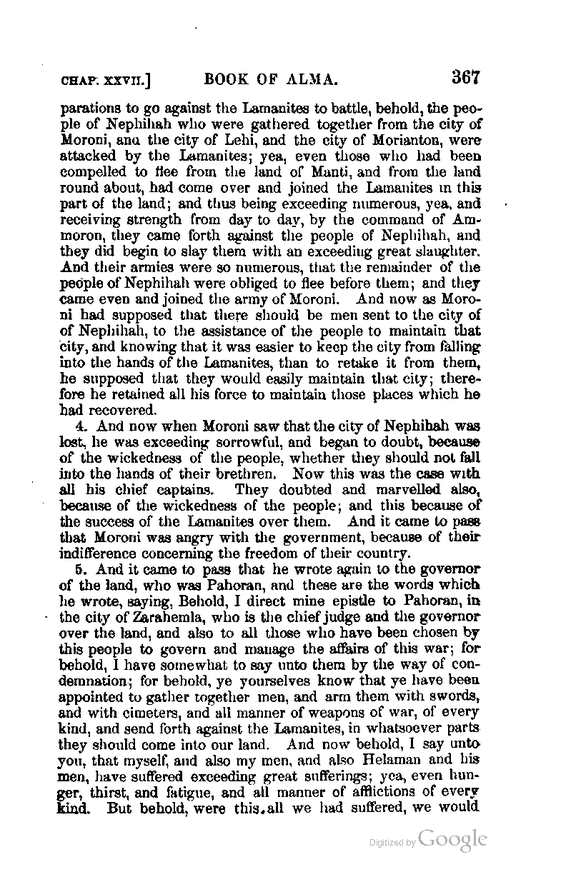 CHAP. XXVII.] BOOK OF ALMA. 367
parations to go against the Lamanites to battle, behold, the peo-
ple of Nephihah who were gathered together from the city of
Moroni, and the city of Lehi, and the city of Morianton, were
attacked by the Lamanites; yea, even those who had been
compelled to flee from the land of Manti, and from the land
round about, had come over and joined the Lamanites in this
part of the land; and thus being exceeding numerous, yea, and
receiving strength from day to day, by the command of Am-
moron, they came forth against the people of Nephihah, and
they did begin to slay them with an exceeding great slaughter.
And their armies were so numerous, that the remainder of the
people of Nephihah were obliged to flee before them; and they
came even and joined the army of Moroni. And now as Moro-
ni had supposed that there should be men sent to the city of
of Nephihah, to the assistance of the people to maintain that
city, and knowing that it was easier to keep the city from falling
into the hands of the Lamanites, than to retake it from them,
he supposed that they would easily maintain that city; there-
fore he retained all his force to maintain those places which he
had recovered.
4. And now when Moroni saw that the city of Nephihah was
lost, he was exceeding sorrowful, and began to doubt, because
of the wickedness of the people, whether they should not fall
into the hands of their brethren. Now this was the case with
all his chief captains. They doubted and marvelled also,
because of the wickedness of the people; and this because of
the success of the Lamanites over them. And it came to pass
that Moroni was angry with the government, because of their
indifference concerning the freedom of their country.
5. And it came to pass that he wrote again to the governor
of the land, who was Pahoran, and these are the words which
he wrote, saying, Behold, I direct mine epistle to Pahoran, in
the city of Zarahemla, who is the chief judge and the governor
over the land, and also to all those who have been chosen by
this people to govern and manage the affairs of this war; for
behold, I have somewhat to say unto them by the way of con-
demnation; for behold, ye yourselves know that ye have been
appointed to gather together men, and arm them with swords,
and with cimeters, and all manner of weapons of war, of every
kind, and send forth against the Lamanites, in whatsoever parts
they should come into our land. And now behold, I say unto
you, that myself, and also my men, and also Helaman and his
men, have suffered exceeding great sufferings; yea, even hun-
ger, thirst, and fatigue, and all manner of afflictions of every
kind. But behold, were this all we had suffered, we would
Digitized by Google